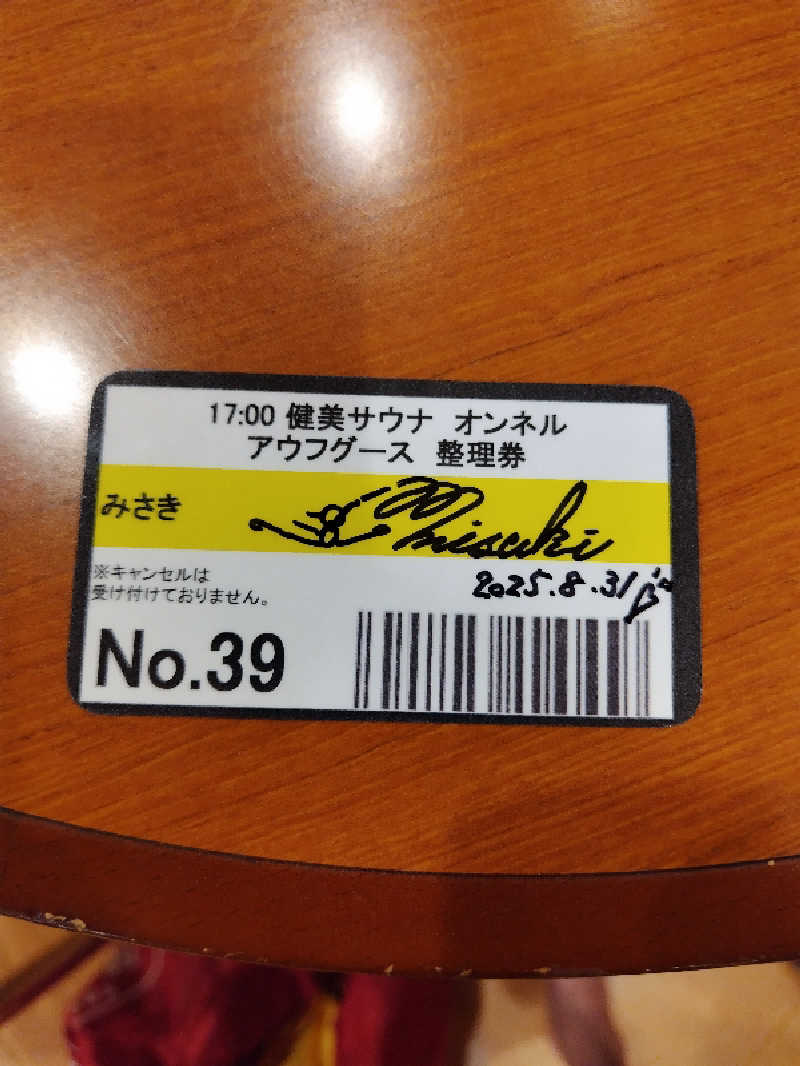 17:00 健美サウナ オンネル
アウフグース 整理券
みさき Misaki
※キャンセルは
受け付けておりません。
2025.8.31
No.39